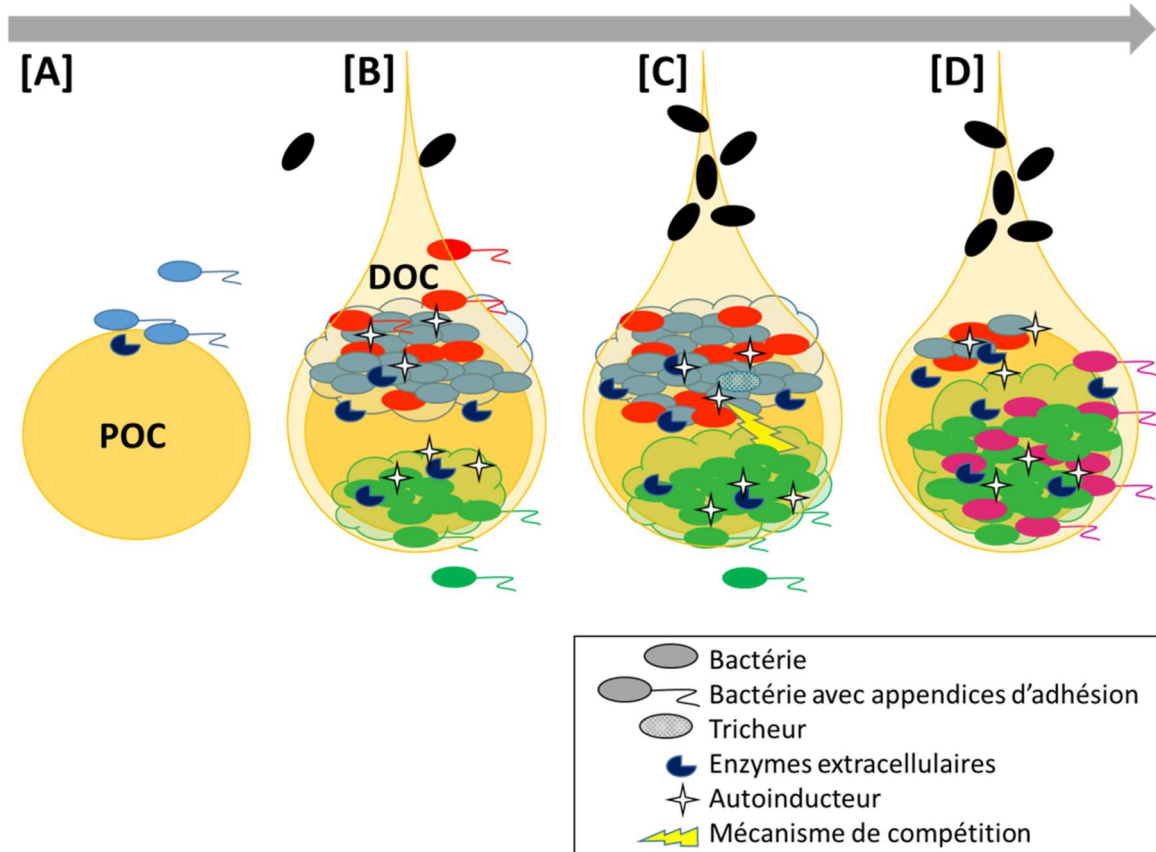 [A]
[B]
[C]
[D]
DOC
POC
Bactérie
Bactérie avec appendices d'adhésion
Tricheur
Enzymes extracellulaires
Autoinducteur
Mécanisme de compétition